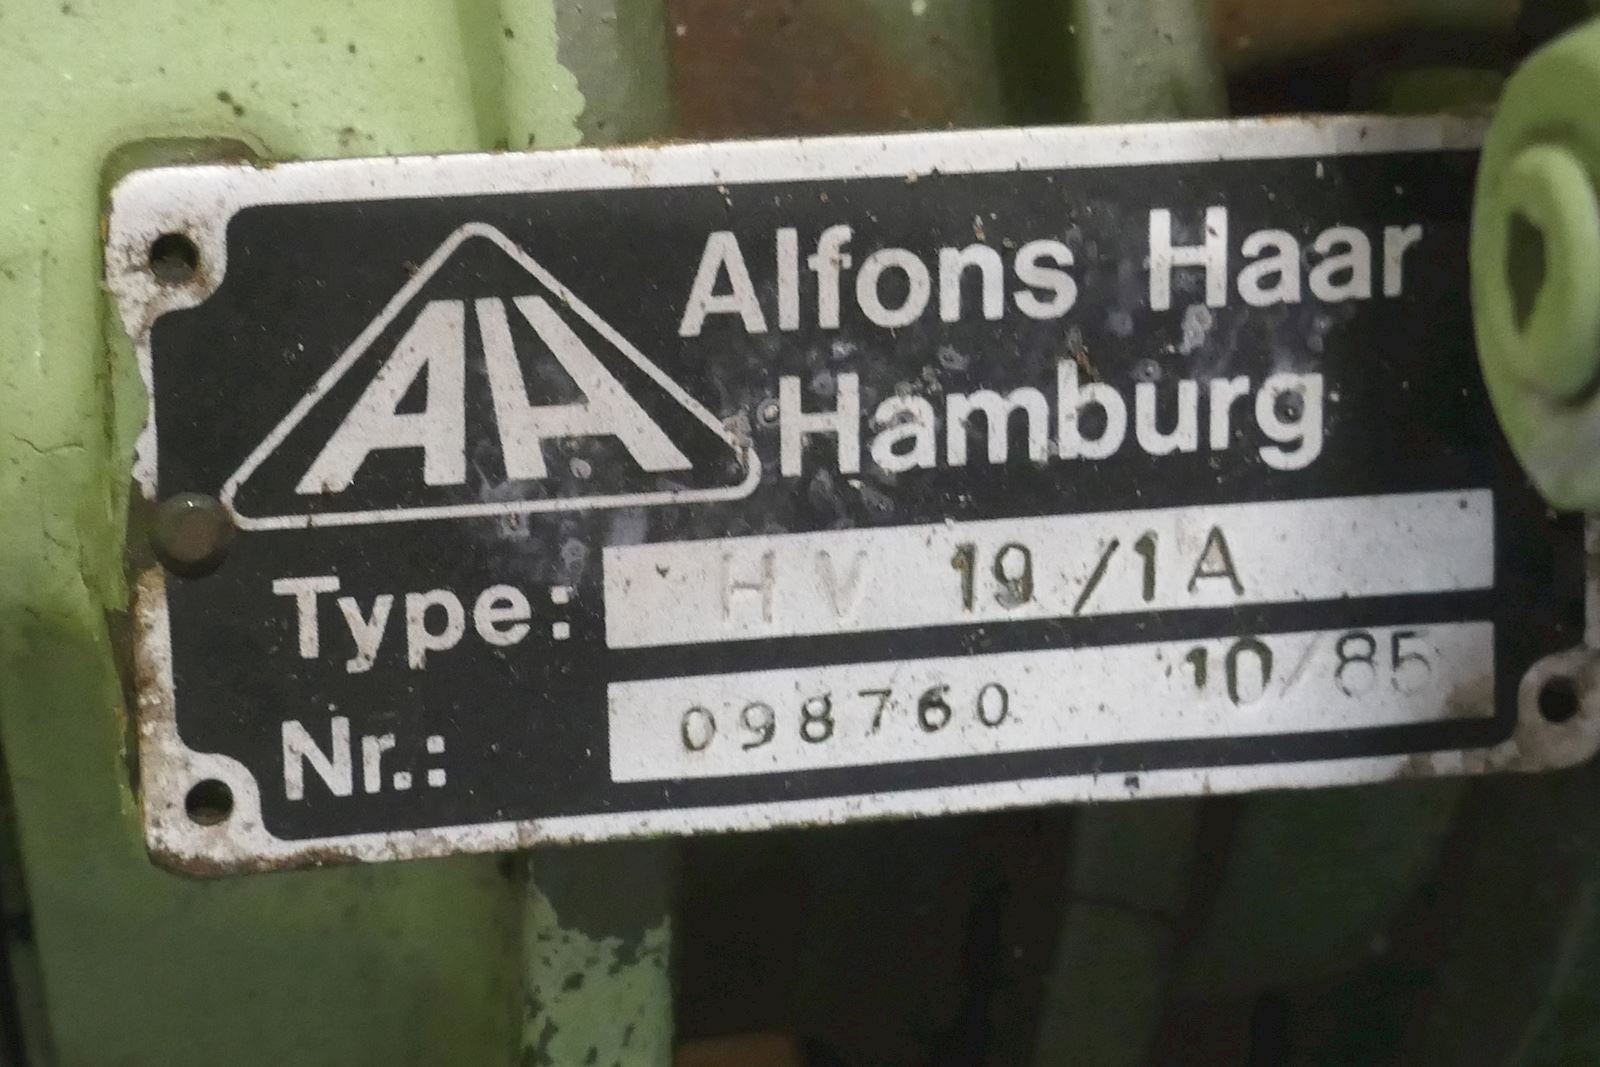 AH
Alfons Haar
Hamburg
Type: HV 19/1A
Nr.: 098760 10/85